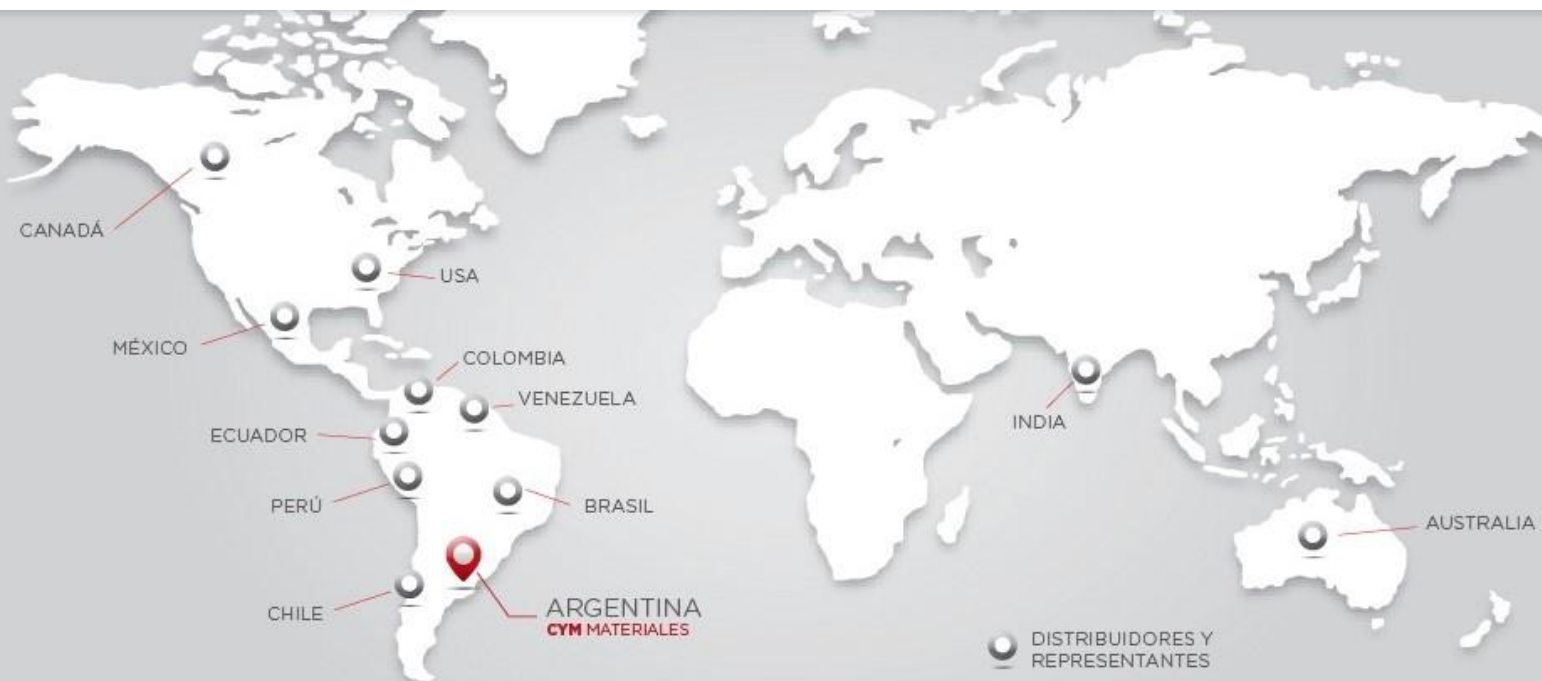 CANADÁ
USA
MÉXICO
COLOMBIA
VENEZUELA
ECUADOR
INDIA
PERÚ
BRASIL
AUSTRALIA
CHILE
ARGENTINA
CYM MATERIALES
DISTRIBUIDORES Y
REPRESENTANTES